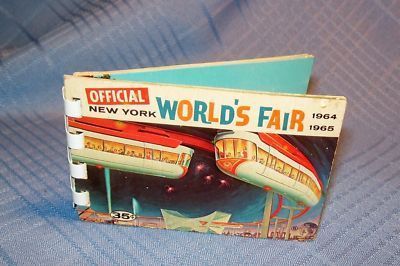 OFFICIAL
NEW YORK WORLD'S FAIR 1964
1965
35¢